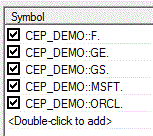 Symbol
CEP_DEMO::F.
CEP_DEMO::GE.
CEP_DEMO::GS.
CEP_DEMO::MSFT.
CEP_DEMO::ORCL.
<Double-click to add>